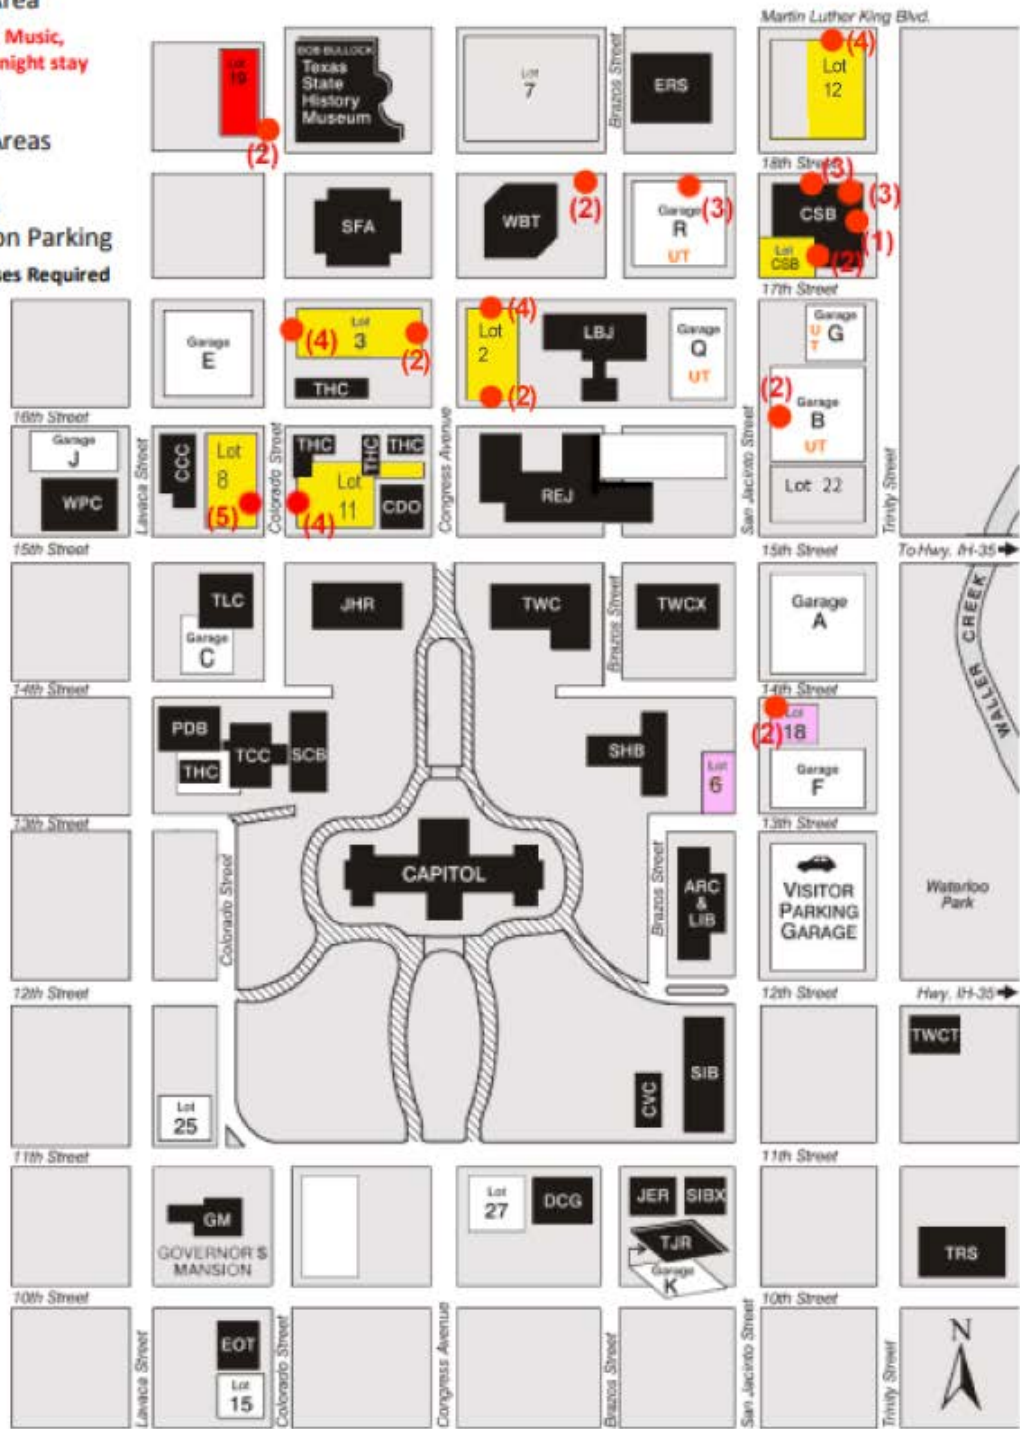 Area
Music,
night stay
Areas
on Parking
ses Required
Martin Luther King Blvd.
Lot
19
(2)
BOB BULLOCK
Texas
State
History
Museum
Lot
7
Brazos Street
ERS
(4)
Lot
12
18th Street
SFA
WBT
(2)
Garage
R
UT
(3)
(3)
(3)
CSB
(1)
Lot
CSB
(2)
17th Street
Garage
E
(4)
Lot
3
(2)
THC
(4)
Lot
2
(2)
LBJ
Garage
Q
UT
Garage
G
U
T
(2)
Garage
B
UT
16th Street
Garage
J
WPC
Lavaca Street
CCC
Lot
8
(5)
Colorado Street
THC
THC
THC
Lot
11
(4)
CDO
Congress Avenue
REJ
San Jacinto Street
Lot 22
Trinity Street
15th Street
15th Street
To Hwy. IH-35
TLC
Garage
C
JHR
TWC
Brazos Street
TWCX
Garage
A
WALLER CREEK
14th Street
14th Street
PDB
THC
TCC
SCB
SHB
Lot
6
(2)
Lot
18
Garage
F
13th Street
13th Street
Colorado Street
CAPITOL
Brazos Street
ARC
&
LIB
VISITOR
PARKING
GARAGE
Waterloo
Park
12th Street
12th Street
Hwy. IH-35
TWCT
Lot
25
CVC
SIB
11th Street
11th Street
GM
GOVERNOR'S
MANSION
Lot
27
DCG
JER
SIBX
TJR
Garage
K
TRS
10th Street
10th Street
Lavaca Street
EOT
Lot
15
Colorado Street
Congress Avenue
Brazos Street
San Jacinto Street
Trinity Street
N